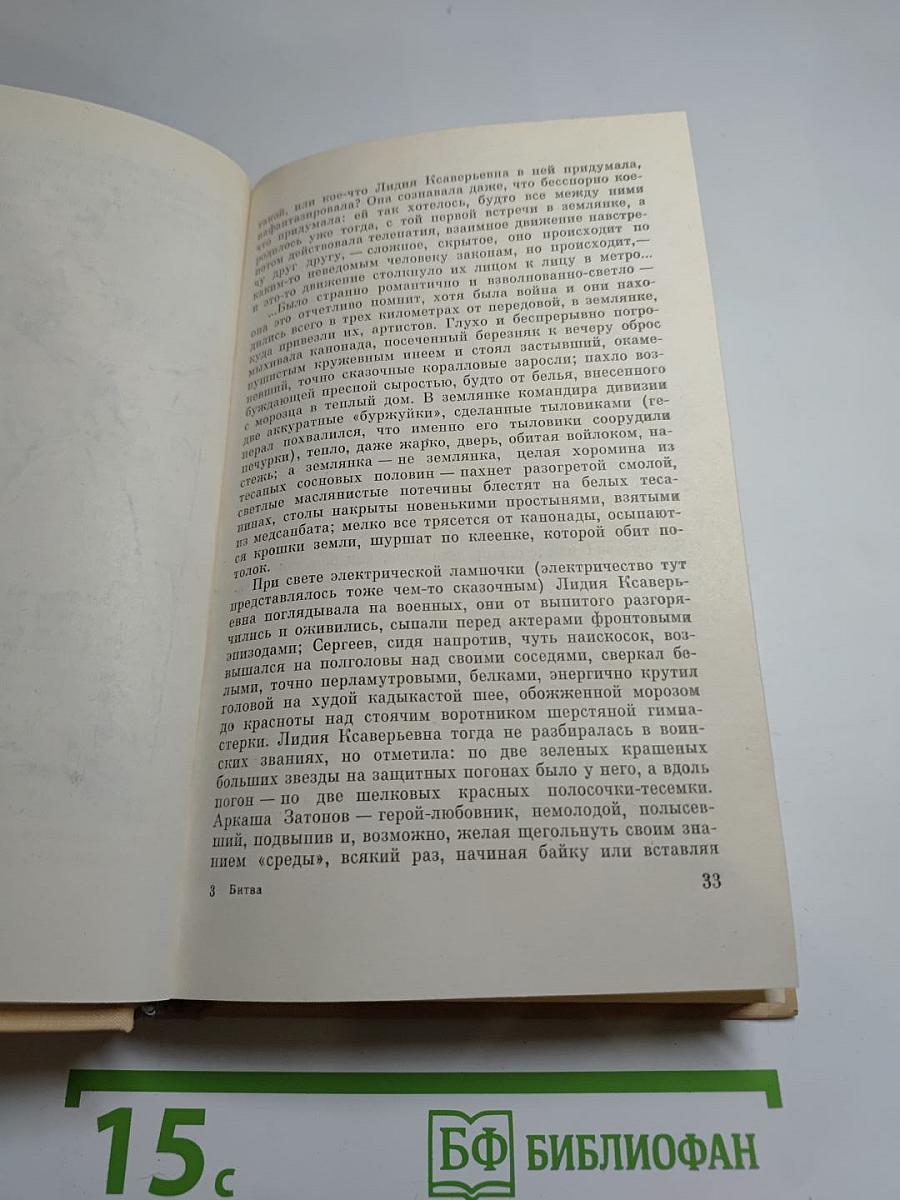 такой, или кое-что Лидия Ксаверьевна в ней придумала,
нафантазировала? Она сознавала даже, что бесспорно кое-
что придумала: ей так хотелось, будто все между ними
родилось уже тогда, с той первой встречи в землянке, а
потом действовала телепатия, взаимное движение навстре-
чу друг другу, — сложное, скрытое, оно происходит по
каким-то неведомым человеку законам, но происходит,—
и это-то движение столкнуло их лицом к лицу в метро...
...Было странно романтично и взволнованно-светло —
она это отчетливо помнит, хотя была война и они нахо-
дились всего в трех километрах от передовой, в землянке,
куда привезли их, артистов. Глухо и беспрерывно погро-
мыхивала канонада, посеченный березняк к вечеру оброс
пушистым кружевным инеем и стоял застывший, окаме-
невший, точно сказочные коралловые заросли; пахло воз-
буждающей пресной сыростью, будто от белья, внесенного
с морозца в теплый дом. В землянке командира дивизии
две аккуратные «буржуйки», сделанные тыловиками (ге-
нерал похвалился, что именно его тыловики соорудили
печурки), тепло, даже жарко, дверь, обитая войлоком, на-
стежь; а землянка — не землянка, целая хоромина из
тесаных сосновых половин — пахнет разогретой смолой,
светлые маслянистые потечины блестят на белых теса-
нинах, столы накрыты новенькими простынями, взятыми
из медсанбата; мелко все трясется от канонады, осыпают-
ся крошки земли, шуршат по клеенке, которой обит по-
толок.
При свете электрической лампочки (электричество тут
представлялось тоже чем-то сказочным) Лидия Ксаверь-
евна поглядывала на военных, они от выпитого разгоря-
чились и оживились, сыпали перед актерами фронтовыми
эпизодами; Сергеев, сидя напротив, чуть наискосок, воз-
вышался на полголовы над своими соседями, сверкал бе-
лыми, точно перламутровыми, белками, энергично крутил
головой на худой кадыкастой шее, обожженной морозом
до красноты над стоячим воротником шерстяной гимна-
стерки. Лидия Ксаверьевна тогда не разбиралась в воин-
ских званиях, но отметила: по две зеленых крашеных
больших звезды на защитных погонах было у него, а вдоль
погон — по две шелковых красных полосочки-тесемки.
Аркаша Затонов — герой-любовник, немолодой, полысев-
ший, подвыпив и, возможно, желая щегольнуть своим зна-
нием «среды», всякий раз, начиная байку или вставляя
3 Битва
33
15 с
БФ БИБЛИОФАН